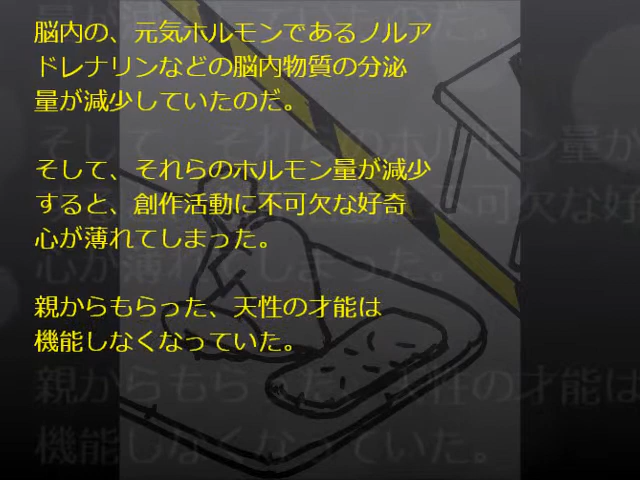 脳内の、元気ホルモンであるノルア
ドレナリンなどの脳内物質の分泌
量が減少していたのだ。
そして、それらのホルモン量が減少
すると、創作活動に不可欠な好奇
心が薄れてしまった。
親からもらった、天性の才能は
機能しなくなっていた。